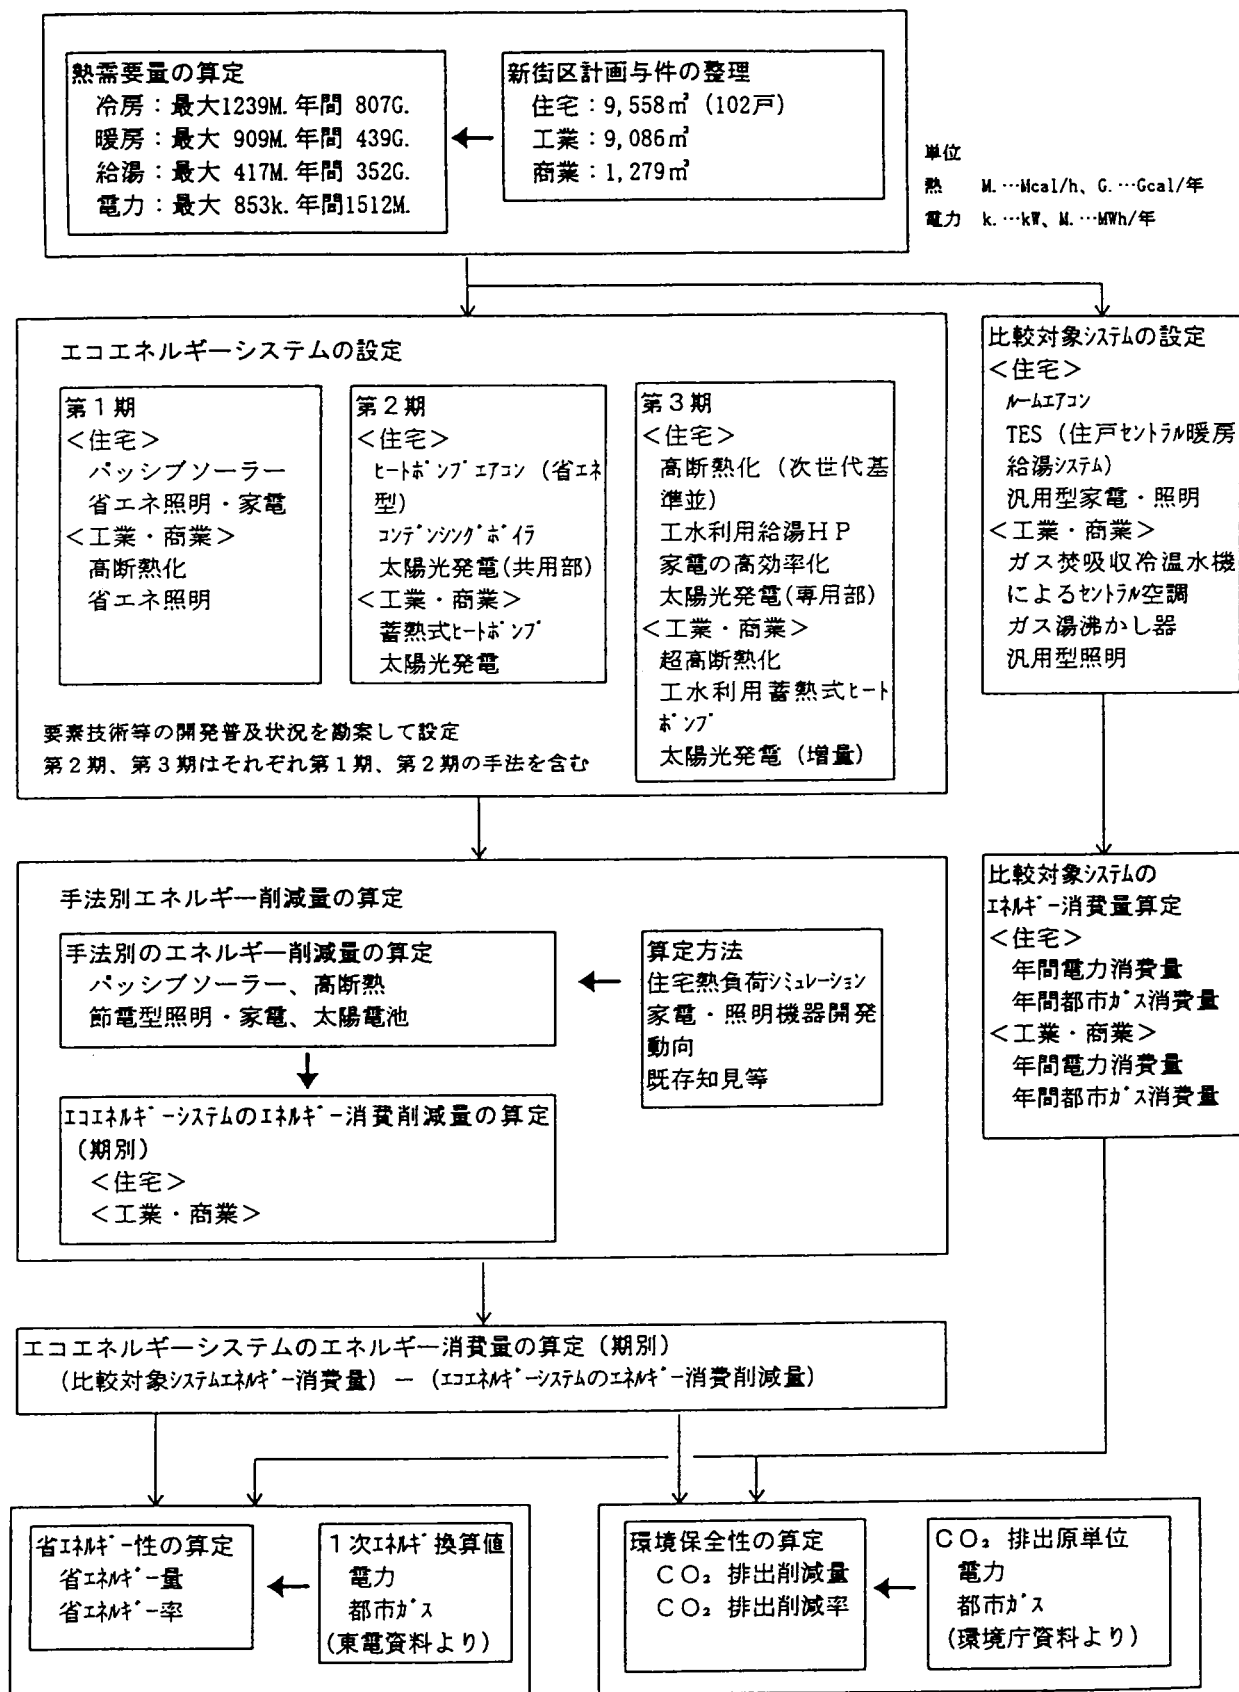 熱需要量の算定
冷房：最大1239M.年間 807G.
暖房：最大 909M.年間 439G.
給湯：最大 417M.年間 352G.
電力：最大 853k.年間1512M.
新街区計画与件の整理
住宅：9,558㎡ (102戸)
工業：9,086㎡
商業：1,279㎡
単位
熱 M.…Mcal/h、G.…Gcal/年
電力 k.…kW、M.…MWh/年
エコエネルギーシステムの設定
第１期
＜住宅＞
パッシブソーラー
省エネ照明・家電
＜工業・商業＞
高断熱化
省エネ照明
第２期
＜住宅＞
ﾋｰﾄﾎﾟﾝﾌﾟｴｱｺﾝ（省エネ
型）
ｺﾝﾃﾞﾝｼﾝｸﾞﾎﾞｲﾗ
太陽光発電(共用部)
＜工業・商業＞
蓄熱式ﾋｰﾄﾎﾟﾝﾌﾟ
太陽光発電
第３期
＜住宅＞
高断熱化（次世代基
準並）
工水利用給湯ＨＰ
家電の高効率化
太陽光発電(専用部)
＜工業・商業＞
超高断熱化
工水利用蓄熱式ﾋｰﾄ
ﾎﾟﾝﾌﾟ
太陽光発電（増量）
要素技術等の開発普及状況を勘案して設定
第２期、第３期はそれぞれ第１期、第２期の手法を含む
比較対象ｼｽﾃﾑの設定
＜住宅＞
ﾙｰﾑｴｱｺﾝ
TES（住戸ｾﾝﾄﾗﾙ暖房
給湯ｼｽﾃﾑ）
汎用型家電・照明
＜工業・商業＞
ガス焚吸収冷温水機
によるｾﾝﾄﾗﾙ空調
ガス湯沸かし器
汎用型照明
手法別エネルギー削減量の算定
手法別のエネルギー削減量の算定
パッシブソーラー、高断熱
節電型照明・家電、太陽電池
算定方法
住宅熱負荷ｼﾐｭﾚｰｼｮﾝ
家電・照明機器開発
動向
既存知見等
ｴｺｴﾈﾙｷﾞｰｼｽﾃﾑのｴﾈﾙｷﾞｰ消費削減量の算定
（期別）
＜住宅＞
＜工業・商業＞
比較対象ｼｽﾃﾑの
ｴﾈﾙｷﾞｰ消費量算定
＜住宅＞
年間電力消費量
年間都市ｶﾞｽ消費量
＜工業・商業＞
年間電力消費量
年間都市ｶﾞｽ消費量
エコエネルギーシステムのエネルギー消費量の算定（期別）
（比較対象ｼｽﾃﾑｴﾈﾙｷﾞｰ消費量）－（ｴｺｴﾈﾙｷﾞｰｼｽﾃﾑのｴﾈﾙｷﾞｰ消費削減量）
省ｴﾈﾙｷﾞｰ性の算定
省ｴﾈﾙｷﾞｰ量
省ｴﾈﾙｷﾞｰ率
１次ｴﾈﾙｷﾞ換算値
電力
都市ｶﾞｽ
(東電資料より)
環境保全性の算定
ＣＯ₂ 排出削減量
ＣＯ₂ 排出削減率
ＣＯ₂ 排出原単位
電力
都市ｶﾞｽ
(環境庁資料より)